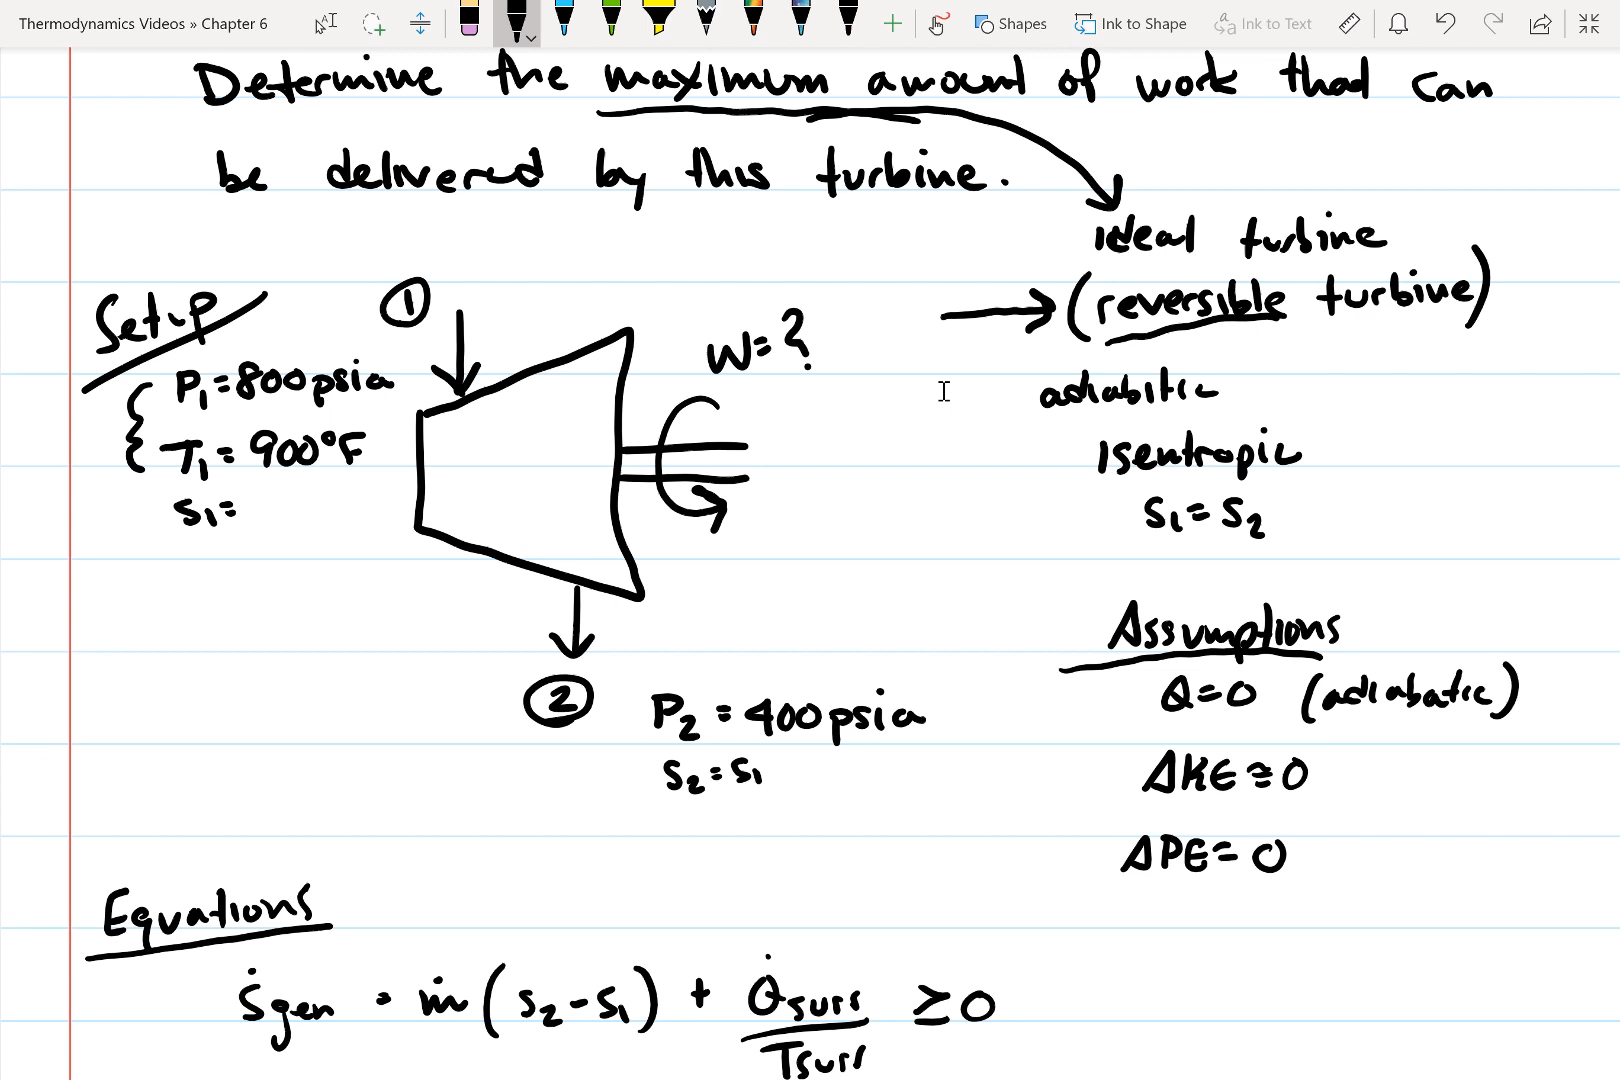 Thermodynamics Videos » Chapter 6
Shapes
Ink to Shape
Ink to Text
Determine the maximum amount of work thad can
be delivered by this turbine.
ideal turbine
(reversible turbine)
adiabitic
Isentropic
s₁ = s₂
Setup
P₁ = 800 psia
T₁ = 900°F
s₁ =
①
W = ?
②
P₂ = 400 psia
s₂ = s₁
Assumptions
Q = 0 (adiabatic)
ΔKE ≅ 0
ΔPE = 0
Equations
Ṡgen = ṁ (s₂ - s₁) + Q̇surr / Tsurr ≥ 0